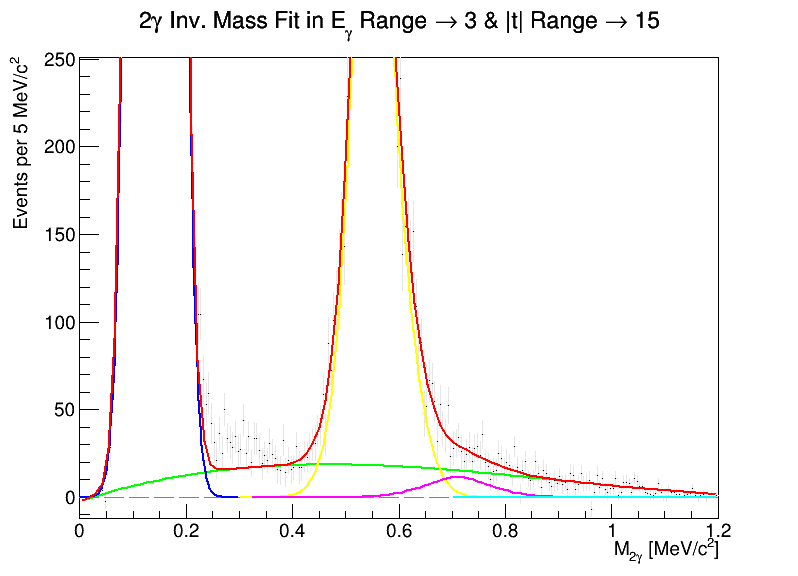 2γ Inv. Mass Fit in Eγ Range → 3 & |t| Range → 15
Events per 5 MeV/c²
250
200
150
100
50
0
0 0.2 0.4 0.6 0.8 1 1.2
M2γ [MeV/c²]